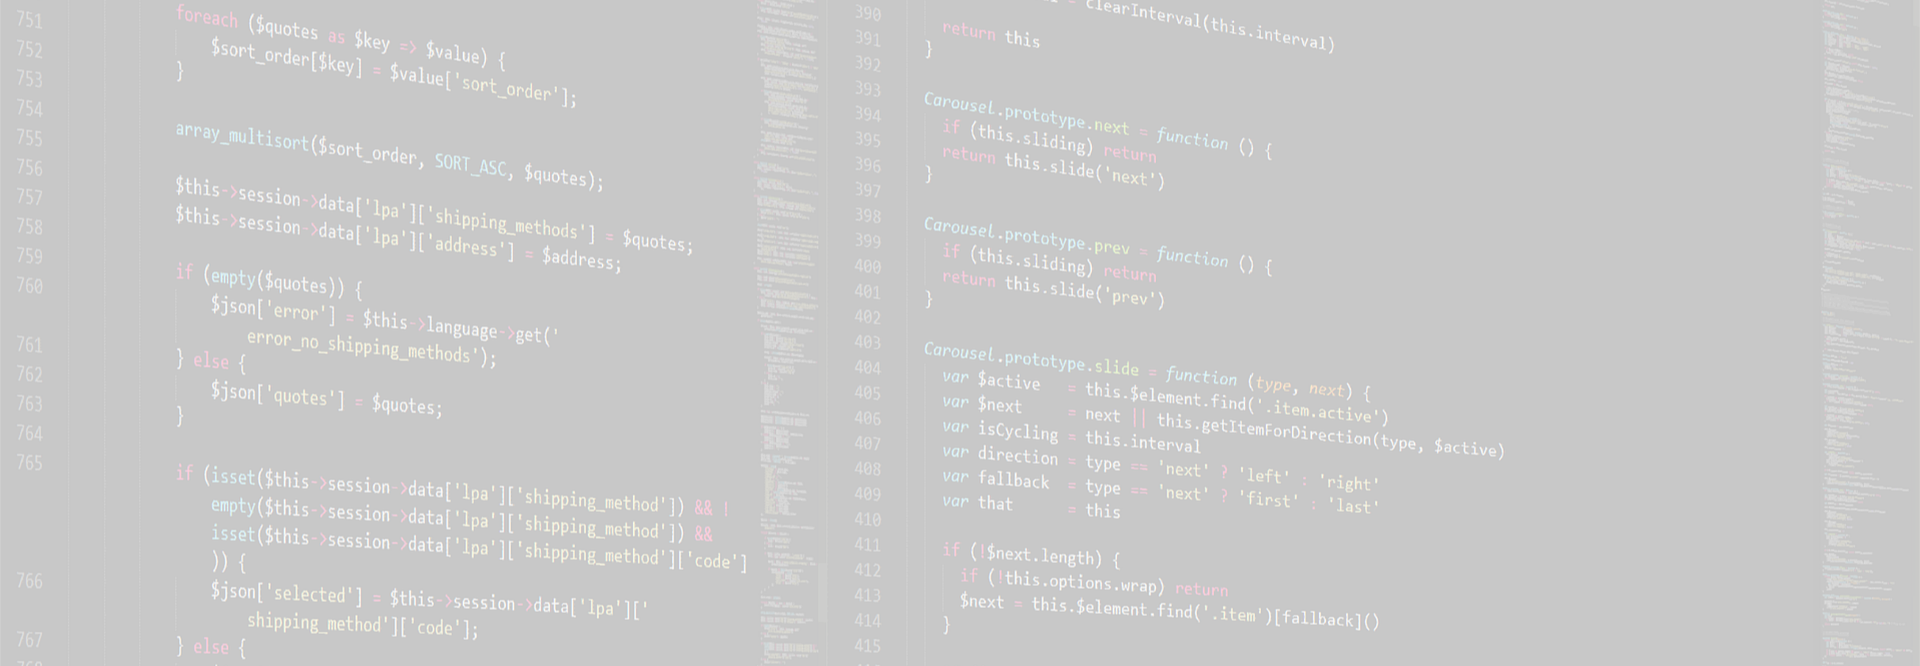 751
752
753
754
755
756
757
758
759
760
761
762
763
764
765
766
767
foreach ($quotes as $key => $value) {
$sort_order[$key] = $value['sort_order'];
}
array_multisort($sort_order, SORT_ASC, $quotes);
$this->session->data['lpa']['shipping_methods'] = $quotes;
$this->session->data['lpa']['address'] = $address;
if (empty($quotes)) {
$json['error'] = $this->language->get('
error_no_shipping_methods');
} else {
$json['quotes'] = $quotes;
}
if (isset($this->session->data['lpa']['shipping_method']) && !
empty($this->session->data['lpa']['shipping_method']) &&
isset($this->session->data['lpa']['shipping_method']['code']
)) {
$json['selected'] = $this->session->data['lpa']['
shipping_method']['code'];
} else {
390
391
392
393
394
395
396
397
398
399
400
401
402
403
404
405
406
407
408
409
410
411
412
413
414
415
= clearInterval(this.interval)
return this
}
Carousel.prototype.next = function () {
if (this.sliding) return
return this.slide('next')
}
Carousel.prototype.prev = function () {
if (this.sliding) return
return this.slide('prev')
}
Carousel.prototype.slide = function (type, next) {
var $active = this.$element.find('.item.active')
var $next = next || this.getItemForDirection(type, $active)
var isCycling = this.interval
var direction = type == 'next' ? 'left' : 'right'
var fallback = type == 'next' ? 'first' : 'last'
var that = this
if (!$next.length) {
if (!this.options.wrap) return
$next = this.$element.find('.item')[fallback]()
}